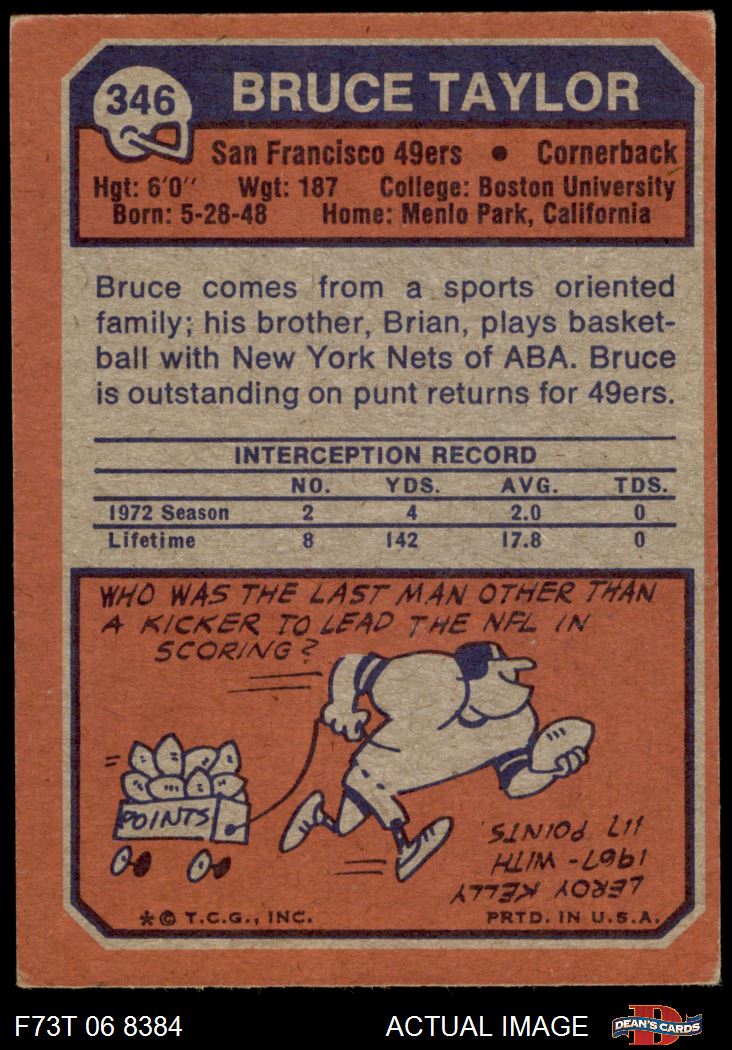 346
BRUCE TAYLOR
San Francisco 49ers • Cornerback
Hgt: 6'0" Wgt: 187 College: Boston University
Born: 5-28-48 Home: Menlo Park, California
Bruce comes from a sports oriented
family; his brother, Brian, plays basket-
ball with New York Nets of ABA. Bruce
is outstanding on punt returns for 49ers.
INTERCEPTION RECORD
NO. YDS. AVG. TDS.
1972 Season 2 4 2.0 0
Lifetime 8 142 17.8 0
WHO WAS THE LAST MAN OTHER THAN
A KICKER TO LEAD THE NFL IN
SCORING?
POINTS
LEROY KELLY
1967 - WITH
117 POINTS.
*© T.C.G., INC. PRTD. IN U.S.A.
F73T 06 8384 ACTUAL IMAGE
D
DEAN'S CARDS